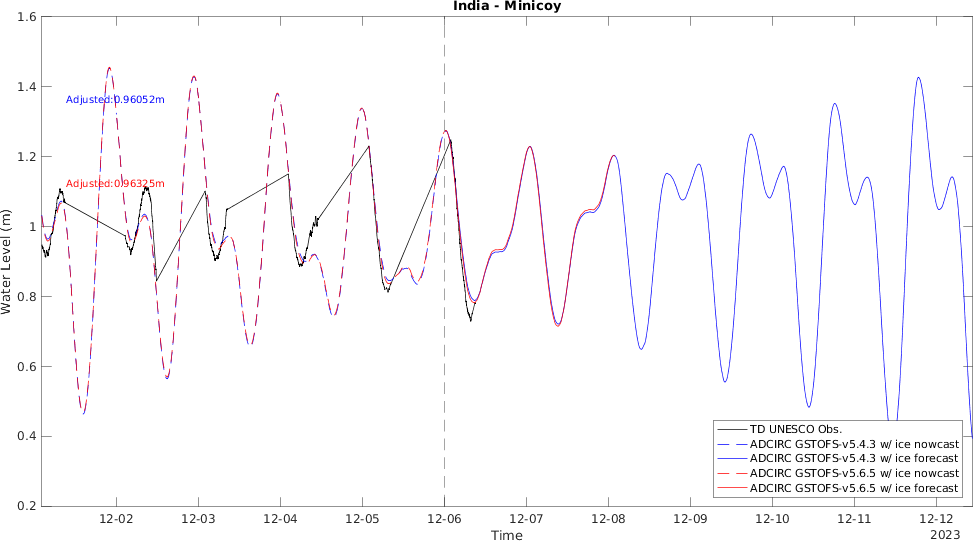 India - Minicoy
1.6
1.4
1.2
1
0.8
0.6
0.4
0.2
Water Level (m)
Adjusted:0.96052m
Adjusted:0.96325m
TD UNESCO Obs.
ADCIRC GSTOFS-v5.4.3 w/ ice nowcast
ADCIRC GSTOFS-v5.4.3 w/ ice forecast
ADCIRC GSTOFS-v5.6.5 w/ ice nowcast
ADCIRC GSTOFS-v5.6.5 w/ ice forecast
12-02 12-03 12-04 12-05 12-06 12-07 12-08 12-09 12-10 12-11 12-12
Time
2023